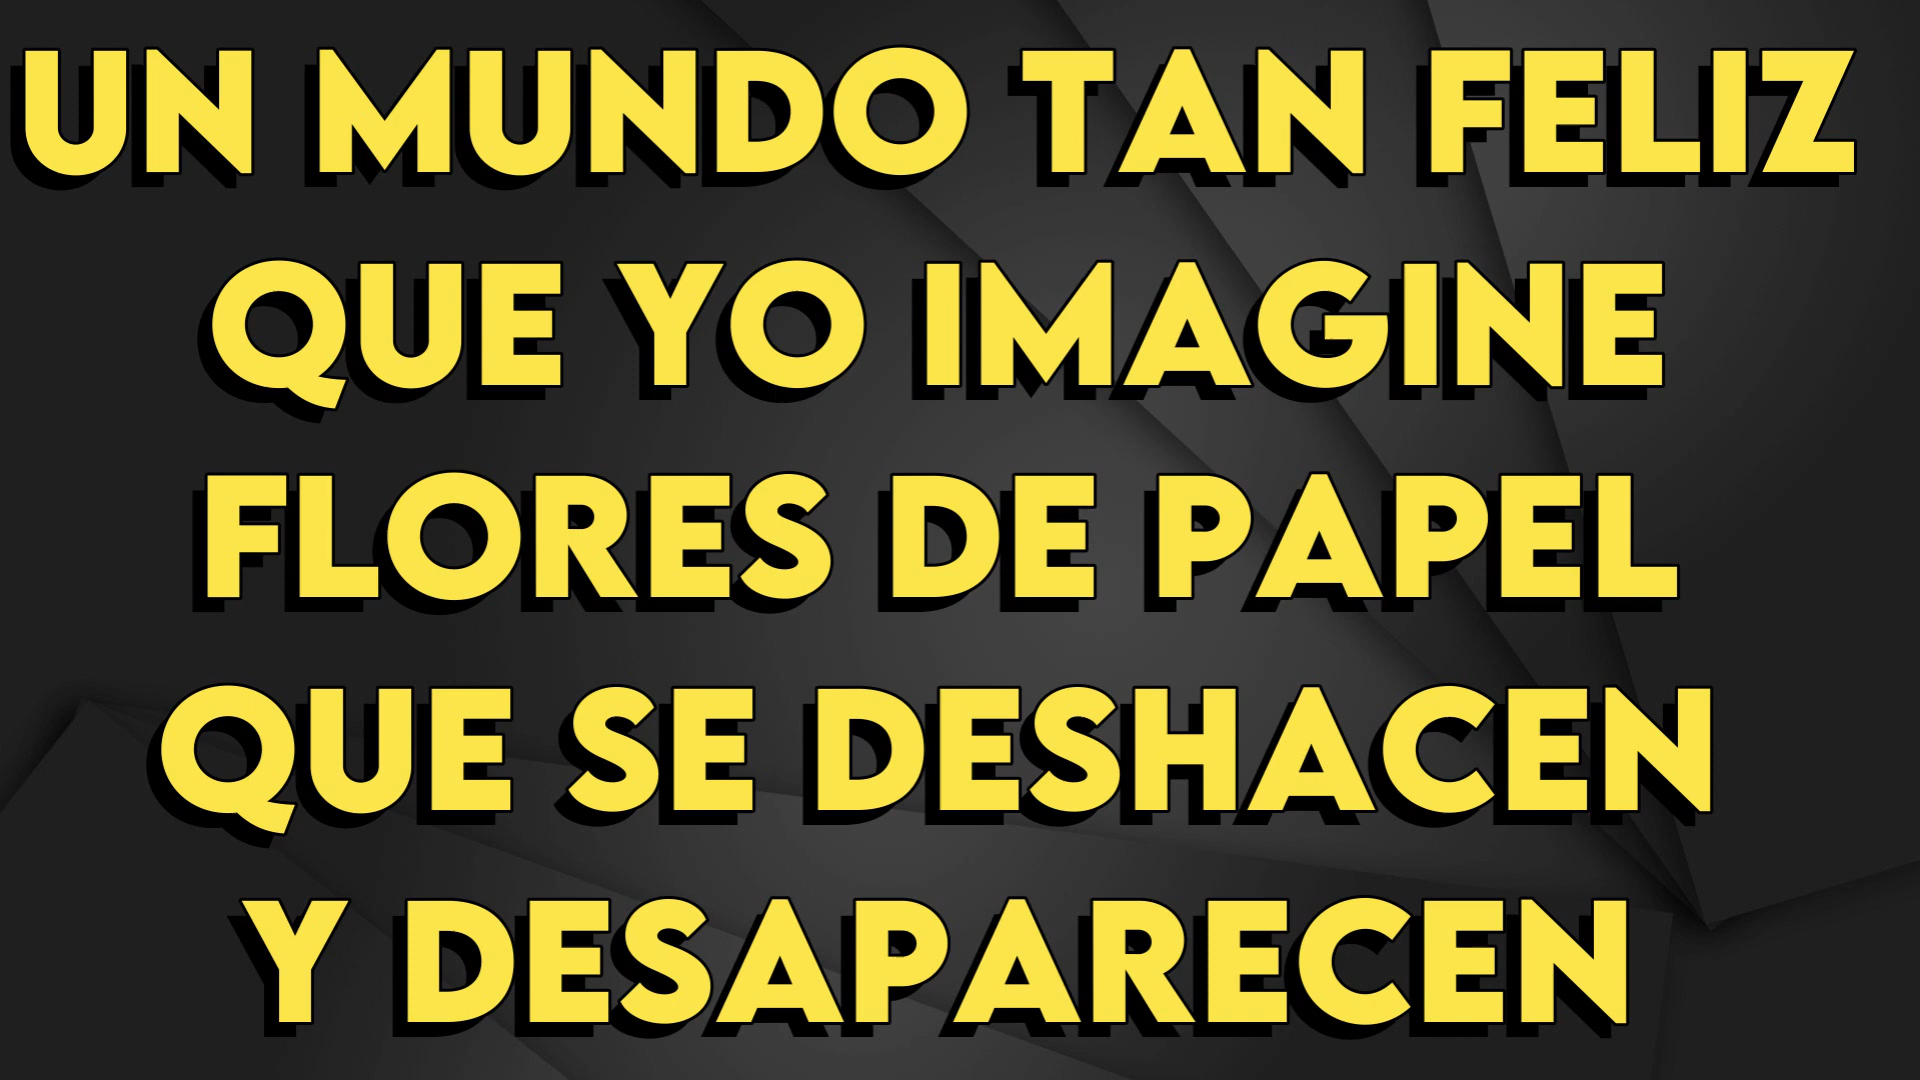 UN MUNDO TAN FELIZ
QUE YO IMAGINE
FLORES DE PAPEL
QUE SE DESHACEN
Y DESAPARECEN